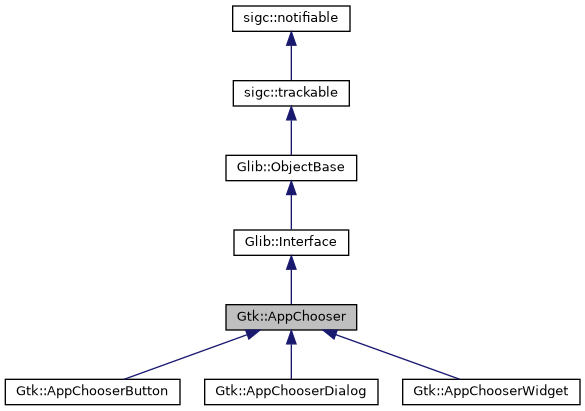 sigc::notifiable
sigc::trackable
Glib::ObjectBase
Glib::Interface
Gtk::AppChooser
Gtk::AppChooserButton
Gtk::AppChooserDialog
Gtk::AppChooserWidget